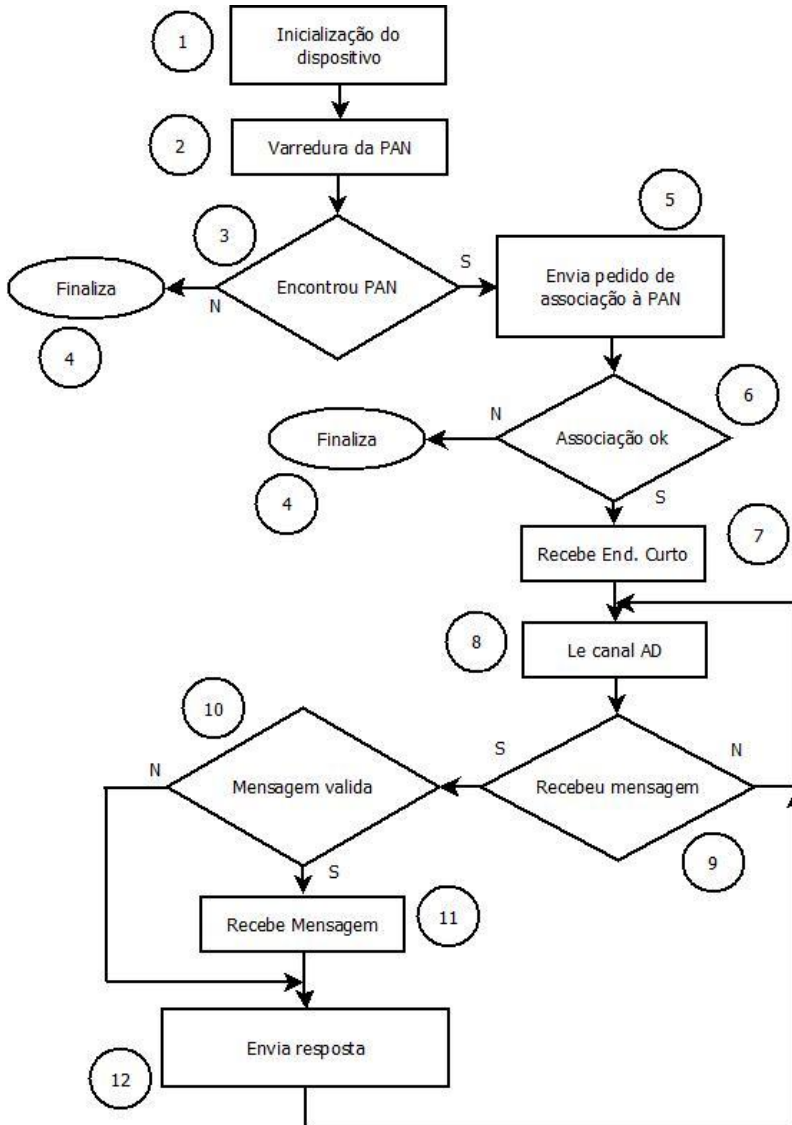 1
Inicialização do
dispositivo
2
Varredura da PAN
3
Encontrou PAN
S
N
Finaliza
4
5
Envia pedido de
associação à PAN
6
Associação ok
N
S
Finaliza
4
7
Recebe End. Curto
8
Le canal AD
9
Recebeu mensagem
S
N
10
Mensagem valida
N
S
11
Recebe Mensagem
12
Envia resposta